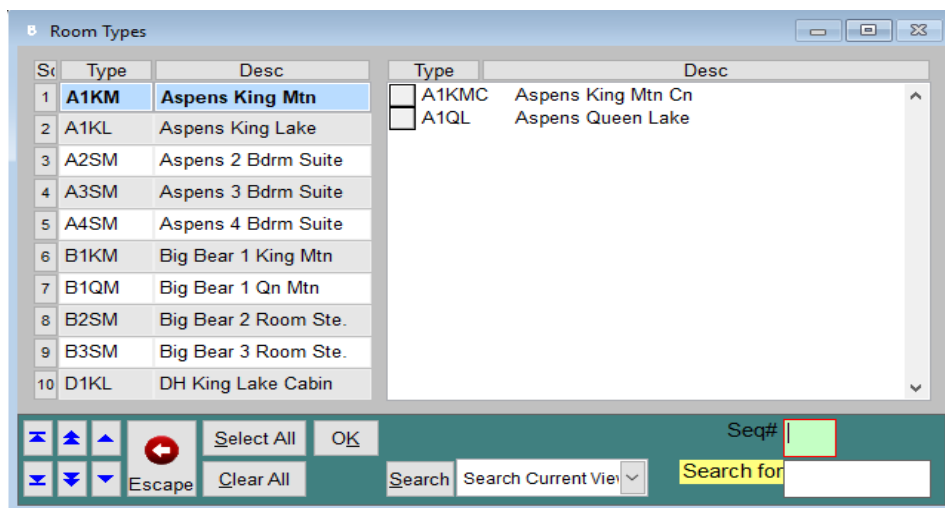 B Room Types
Sc Type Desc
1 A1KM Aspens King Mtn
2 A1KL Aspens King Lake
3 A2SM Aspens 2 Bdrm Suite
4 A3SM Aspens 3 Bdrm Suite
5 A4SM Aspens 4 Bdrm Suite
6 B1KM Big Bear 1 King Mtn
7 B1QM Big Bear 1 Qn Mtn
8 B2SM Big Bear 2 Room Ste.
9 B3SM Big Bear 3 Room Ste.
10 D1KL DH King Lake Cabin
Type Desc
A1KMC Aspens King Mtn Cn
A1QL Aspens Queen Lake
Escape
Select All OK
Clear All
Search Search Current Viev
Seq#
Search for